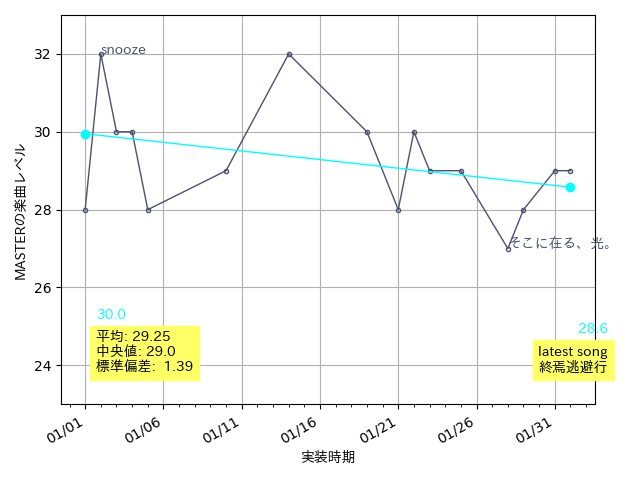 32
snooze
30
28
そこに在る、光。
26
24
MASTERの楽曲レベル
30.0
平均: 29.25
中央値: 29.0
標準偏差: 1.39
28.6
latest song
終焉逃避行
01/01
01/06
01/11
01/16
01/21
01/26
01/31
実装時期